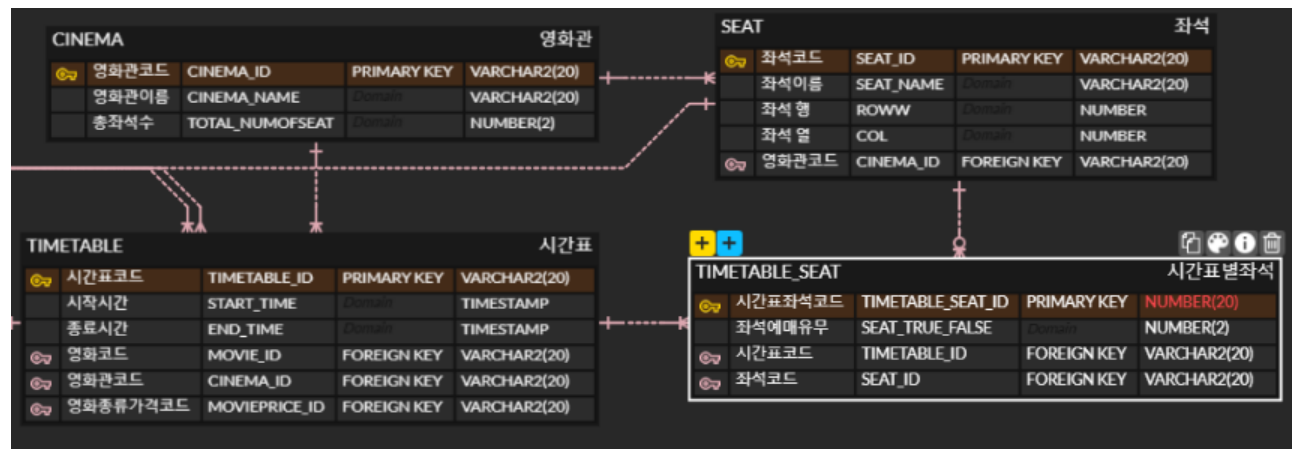 CINEMA 영화관
영화관코드 CINEMA_ID PRIMARY KEY VARCHAR2(20)
영화관이름 CINEMA_NAME Domain VARCHAR2(20)
총좌석수 TOTAL_NUMOFSEAT Domain NUMBER(2)
SEAT 좌석
좌석코드 SEAT_ID PRIMARY KEY VARCHAR2(20)
좌석이름 SEAT_NAME Domain VARCHAR2(20)
좌석 행 ROWW Domain NUMBER
좌석 열 COL Domain NUMBER
영화관코드 CINEMA_ID FOREIGN KEY VARCHAR2(20)
TIMETABLE 시간표
시간표코드 TIMETABLE_ID PRIMARY KEY VARCHAR2(20)
시작시간 START_TIME Domain TIMESTAMP
종료시간 END_TIME Domain TIMESTAMP
영화코드 MOVIE_ID FOREIGN KEY VARCHAR2(20)
영화관코드 CINEMA_ID FOREIGN KEY VARCHAR2(20)
영화종류가격코드 MOVIEPRICE_ID FOREIGN KEY VARCHAR2(20)
TIMETABLE_SEAT 시간표별좌석
시간표좌석코드 TIMETABLE_SEAT_ID PRIMARY KEY NUMBER(20)
좌석예매유무 SEAT_TRUE_FALSE Domain NUMBER(2)
시간표코드 TIMETABLE_ID FOREIGN KEY VARCHAR2(20)
좌석코드 SEAT_ID FOREIGN KEY VARCHAR2(20)